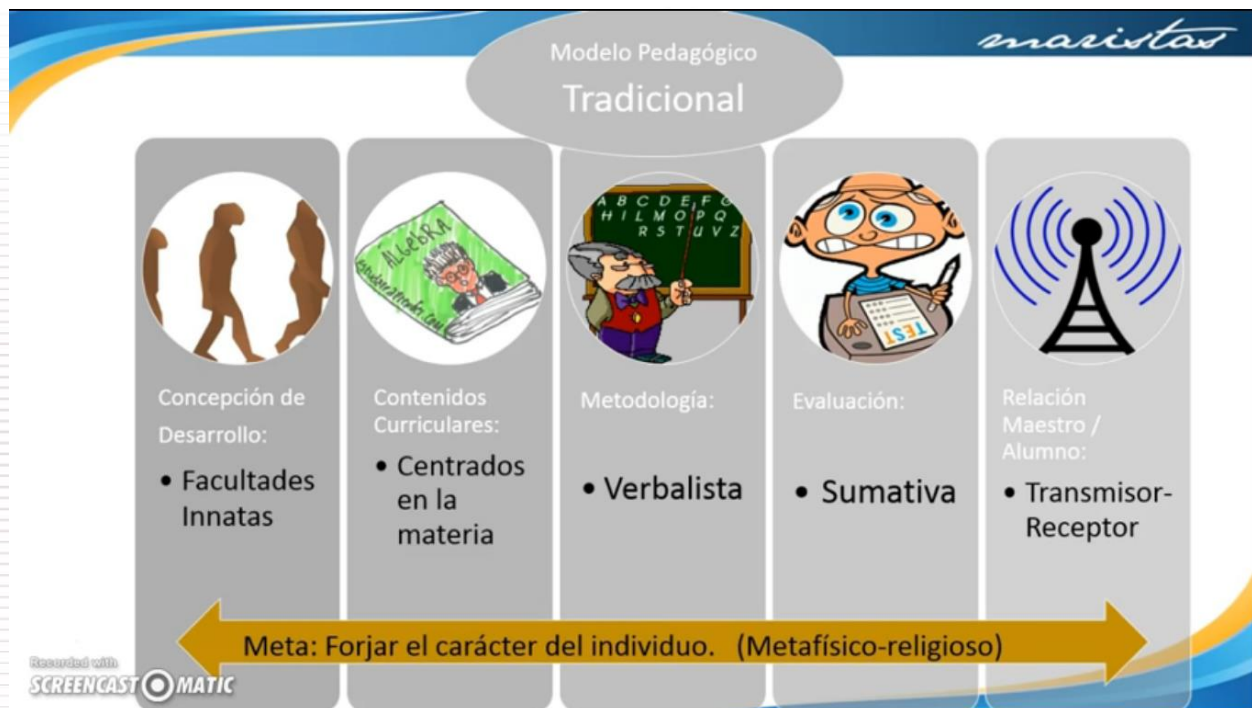 maristas
Modelo Pedagógico
Tradicional
Concepción de
Desarrollo:
• Facultades
Innatas
Contenidos
Curriculares:
• Centrados
en la
materia
ÁLGEBRA
Metodología:
• Verbalista
A B C D E F G
H I L M O P Q
R S T U V Z
Evaluación:
• Sumativa
TEST
Relación
Maestro /
Alumno:
• Transmisor-
Receptor
Meta: Forjar el carácter del individuo. (Metafísico-religioso)
Recorded with
SCREENCAST MATIC